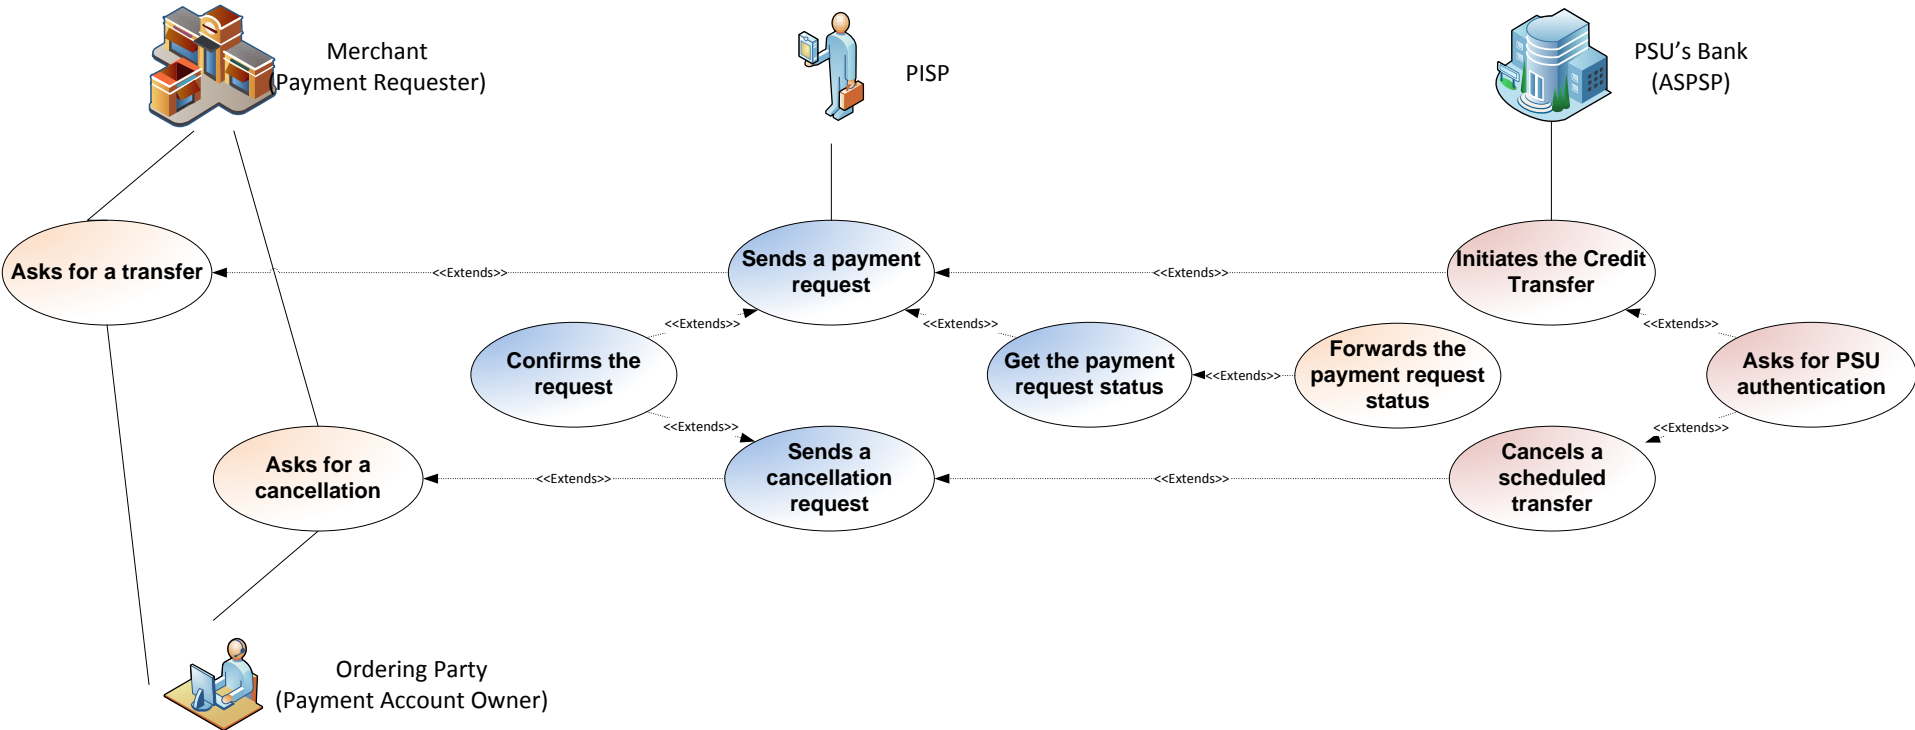 Merchant
(Payment Requester)
PISP
PSU's Bank
(ASPSP)
Asks for a transfer
<<Extends>>
Sends a payment
request
<<Extends>>
Initiates the Credit
Transfer
<<Extends>>
<<Extends>>
<<Extends>>
Confirms the
request
Get the payment
request status
<<Extends>>
Forwards the
payment request
status
Asks for PSU
authentication
<<Extends>>
<<Extends>>
Asks for a
cancellation
<<Extends>>
Sends a
cancellation
request
<<Extends>>
Cancels a
scheduled
transfer
Ordering Party
(Payment Account Owner)